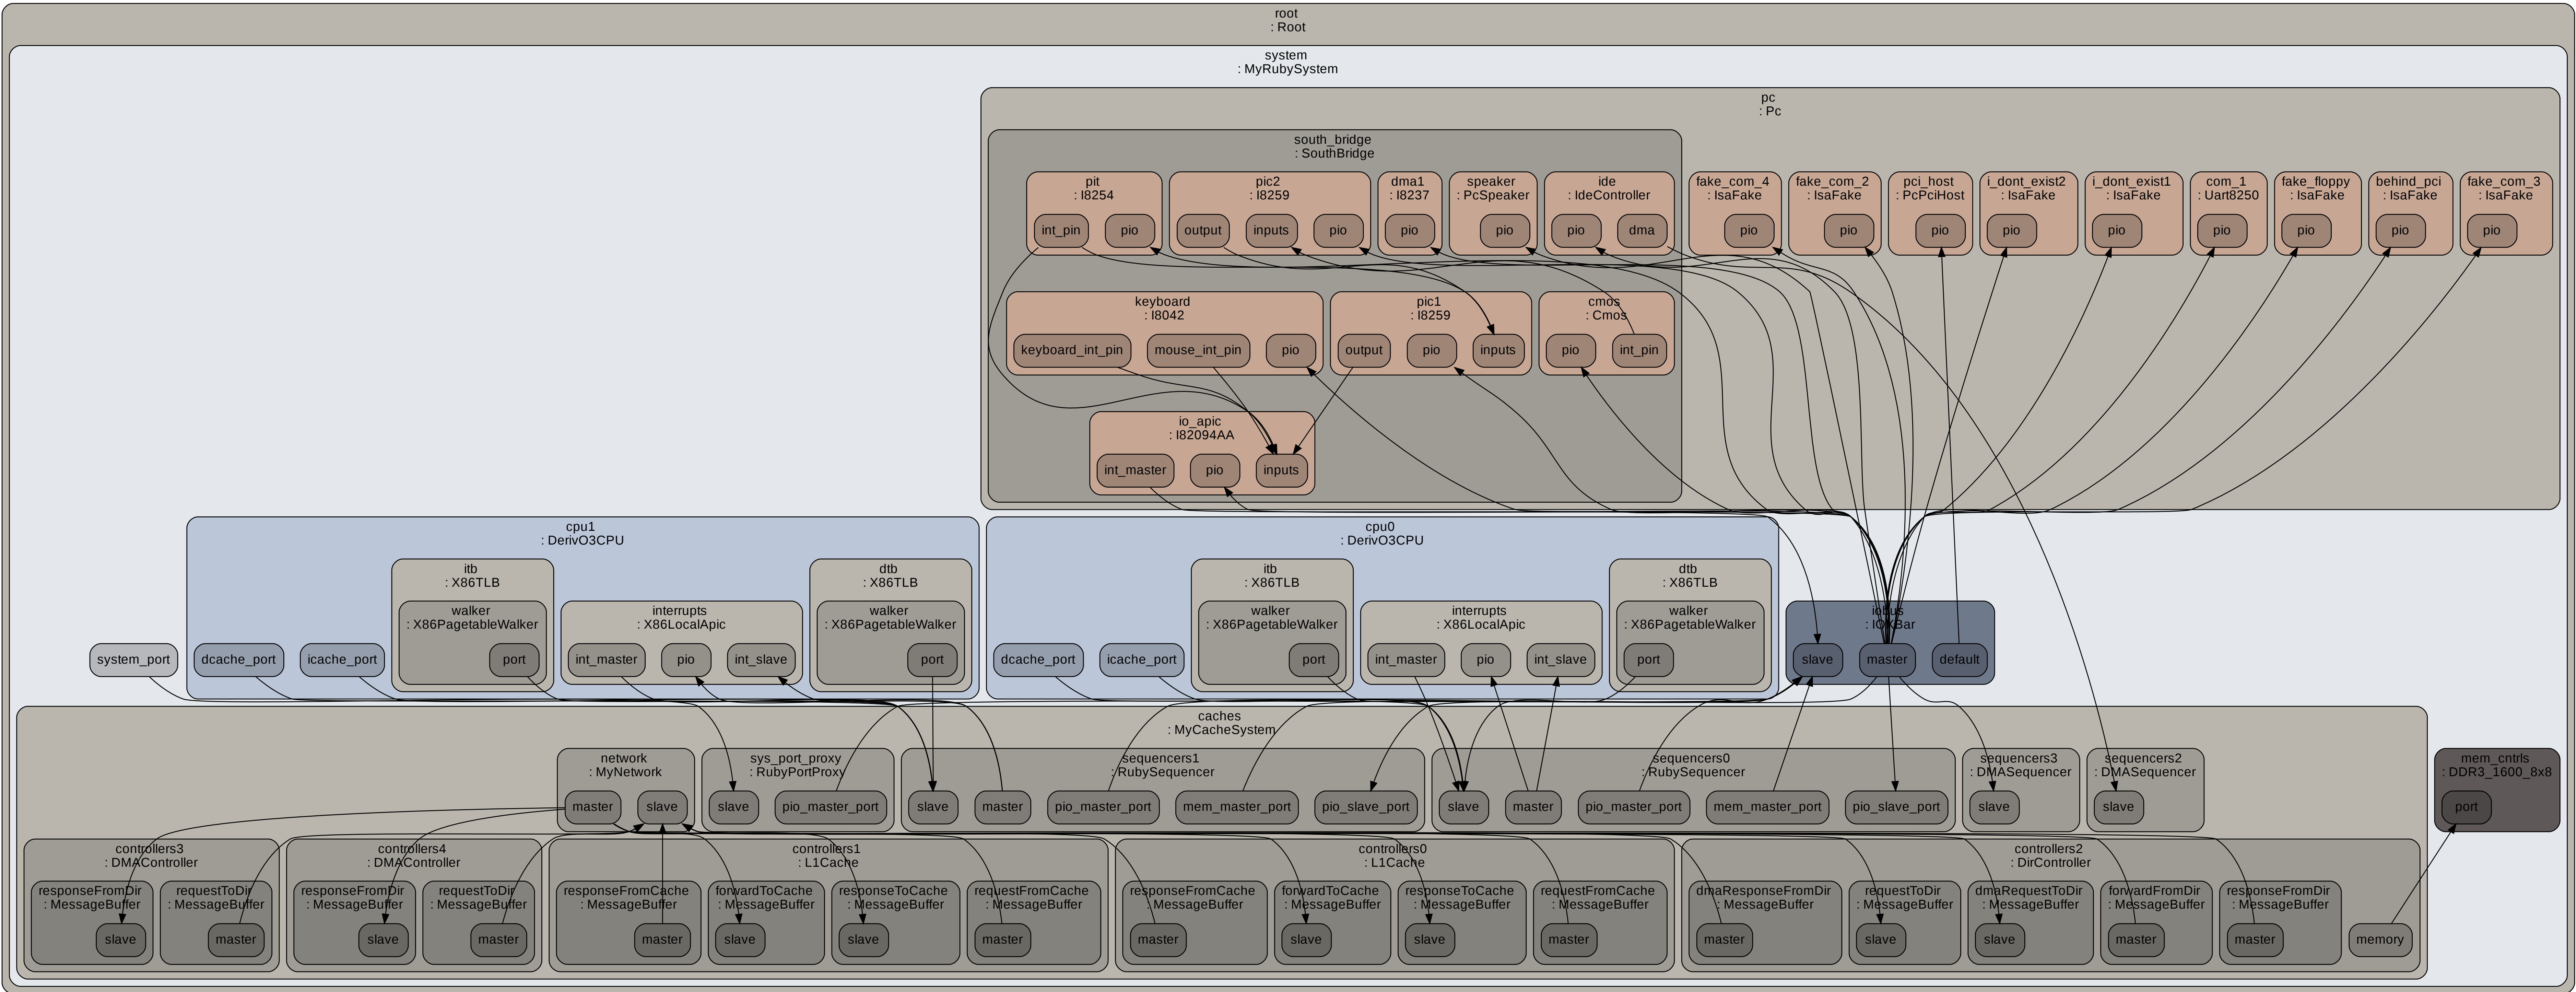 root
: Root
system
: MyRubySystem
pc
: Pc
south_bridge
: SouthBridge
pit
: I8254
int_pin
pio
pic2
: I8259
output
inputs
pio
dma1
: I8237
pio
speaker
: PcSpeaker
pio
ide
: IdeController
pio
dma
fake_com_4
: IsaFake
pio
fake_com_2
: IsaFake
pio
pci_host
: PcPciHost
pio
i_dont_exist2
: IsaFake
pio
i_dont_exist1
: IsaFake
pio
com_1
: Uart8250
pio
fake_floppy
: IsaFake
pio
behind_pci
: IsaFake
pio
fake_com_3
: IsaFake
pio
keyboard
: I8042
keyboard_int_pin
mouse_int_pin
pio
pic1
: I8259
output
pio
inputs
cmos
: Cmos
pio
int_pin
io_apic
: I82094AA
int_master
pio
inputs
system_port
cpu1
: DerivO3CPU
dcache_port
icache_port
itb
: X86TLB
walker
: X86PagetableWalker
port
interrupts
: X86LocalApic
int_master
pio
int_slave
dtb
: X86TLB
walker
: X86PagetableWalker
port
cpu0
: DerivO3CPU
dcache_port
icache_port
itb
: X86TLB
walker
: X86PagetableWalker
port
interrupts
: X86LocalApic
int_master
pio
int_slave
dtb
: X86TLB
walker
: X86PagetableWalker
port
iobus
: IOXBar
slave
master
default
caches
: MyCacheSystem
network
: MyNetwork
master
slave
sys_port_proxy
: RubyPortProxy
slave
pio_master_port
sequencers1
: RubySequencer
slave
master
pio_master_port
mem_master_port
pio_slave_port
sequencers0
: RubySequencer
slave
master
pio_master_port
mem_master_port
pio_slave_port
sequencers3
: DMASequencer
slave
sequencers2
: DMASequencer
slave
mem_cntrls
: DDR3_1600_8x8
port
controllers3
: DMAController
responseFromDir
: MessageBuffer
slave
requestToDir
: MessageBuffer
master
controllers4
: DMAController
responseFromDir
: MessageBuffer
slave
requestToDir
: MessageBuffer
master
controllers1
: L1Cache
responseFromCache
: MessageBuffer
master
forwardToCache
: MessageBuffer
slave
responseToCache
: MessageBuffer
slave
requestFromCache
: MessageBuffer
master
controllers0
: L1Cache
responseFromCache
: MessageBuffer
master
forwardToCache
: MessageBuffer
slave
responseToCache
: MessageBuffer
slave
requestFromCache
: MessageBuffer
master
controllers2
: DirController
dmaResponseFromDir
: MessageBuffer
master
requestToDir
: MessageBuffer
slave
dmaRequestToDir
: MessageBuffer
slave
forwardFromDir
: MessageBuffer
master
responseFromDir
: MessageBuffer
master
memory